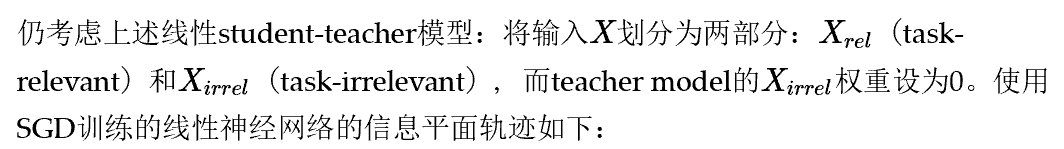 仍考虑上述线性student-teacher模型：将输入X划分为两部分：X_rel（task-
relevant）和X_irrel（task-irrelevant），而teacher model的X_irrel权重设为0。使用
SGD训练的线性神经网络的信息平面轨迹如下：